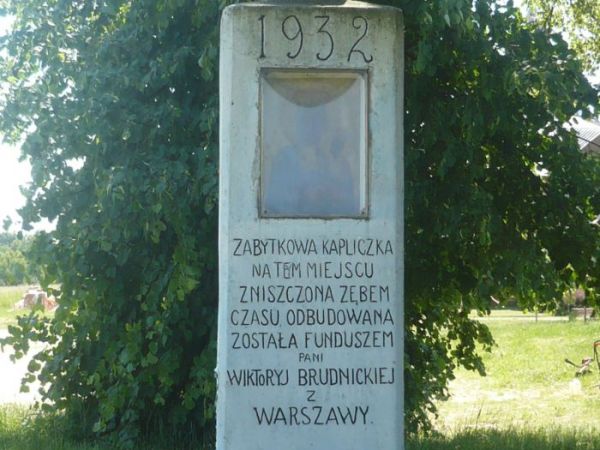 1932
ZABYTKOWA KAPLICZKA
NA TEM MIEJSCU
ZNISZCZONA ZĘBEM
CZASU, ODBUDOWANA
ZOSTAŁA FUNDUSZEM
PANI
WIKTORYJ BRUDNICKIEJ
Z
WARSZAWY.